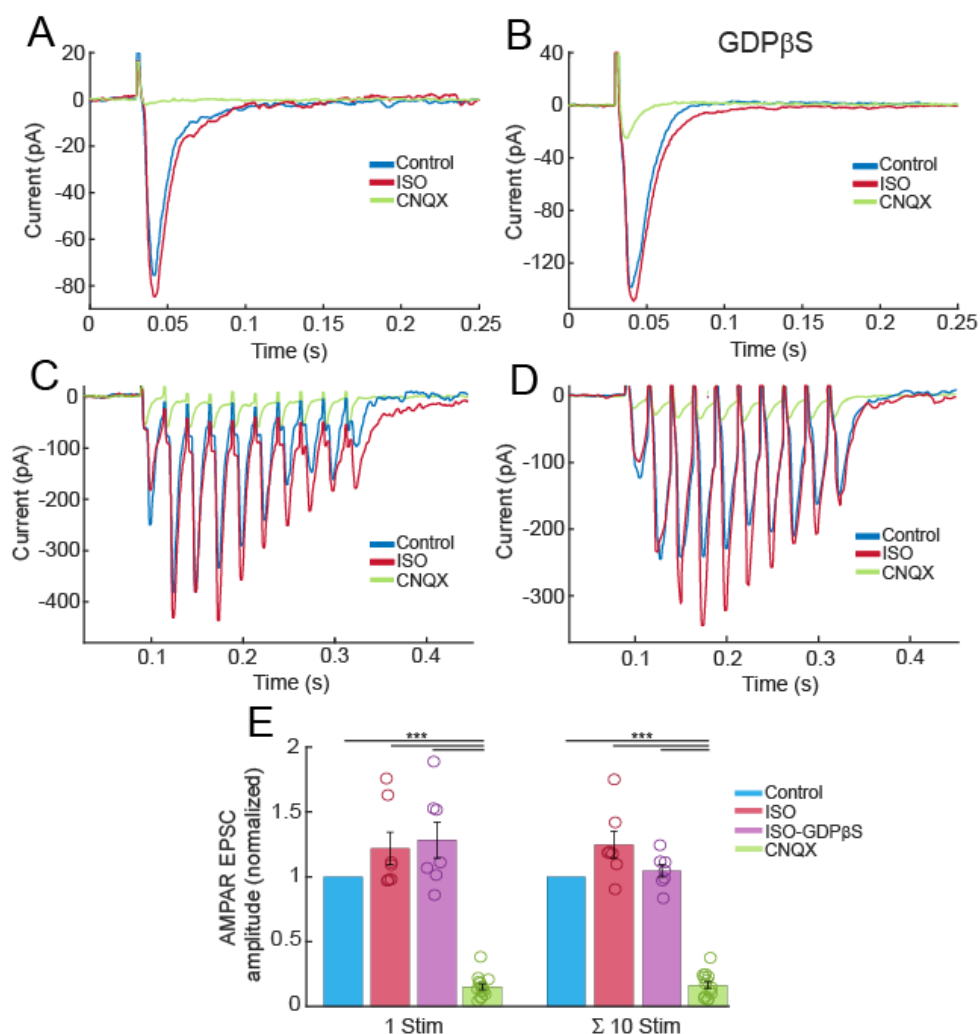 A
20
0
-20
-40
-60
-80
Current (pA)
0
0.05
0.1
0.15
0.2
0.25
Time (s)
Control
ISO
CNQX
B
GDPβS
40
0
-40
-80
-120
Current (pA)
0
0.05
0.1
0.15
0.2
0.25
Time (s)
Control
ISO
CNQX
C
0
-100
-200
-300
-400
Current (pA)
0.1
0.2
0.3
0.4
Time (s)
Control
ISO
CNQX
D
0
-100
-200
-300
Current (pA)
0.1
0.2
0.3
0.4
Time (s)
Control
ISO
CNQX
E
2
1.5
1
0.5
0
AMPAR EPSC
amplitude (normalized)
***
***
1 Stim
Σ 10 Stim
Control
ISO
ISO-GDPβS
CNQX